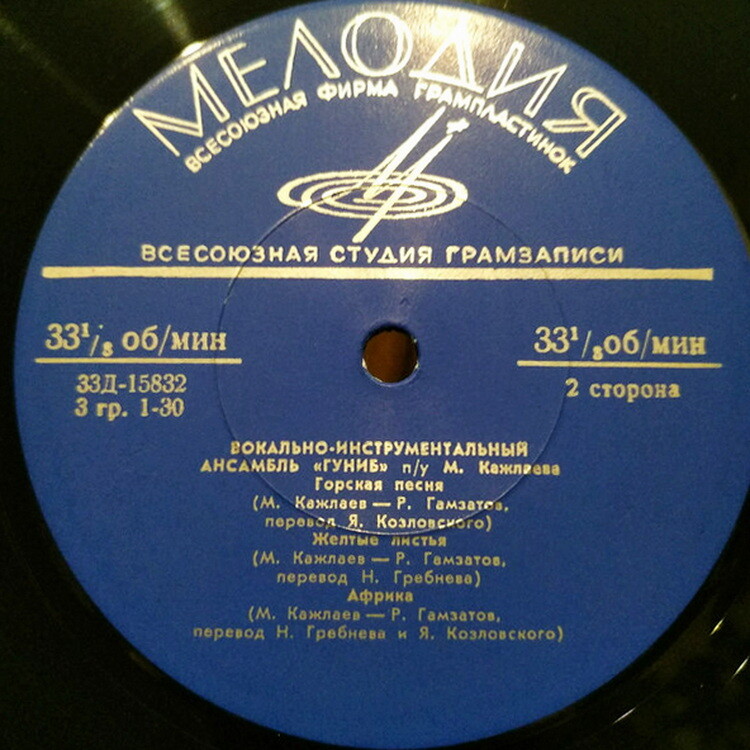 МЕЛОДИЯ
ВСЕСОЮЗНАЯ ФИРМА ГРАМПЛАСТИНОК
ВСЕСОЮЗНАЯ СТУДИЯ ГРАМЗАПИСИ
33¹/₃ об/мин
33Д-15832
3 гр. 1-30
33¹/₃ об/мин
2 сторона
ВОКАЛЬНО-ИНСТРУМЕНТАЛЬНЫЙ
АНСАМБЛЬ «ГУНИБ» п/у М. Кажлаева
Горская песня
(М. Кажлаев — Р. Гамзатов,
перевод Я. Козловского)
Желтые листья
(М. Кажлаев — Р. Гамзатов,
перевод Н. Гребнева)
Африка
(М. Кажлаев — Р. Гамзатов,
перевод Н. Гребнева и Я. Козловского)